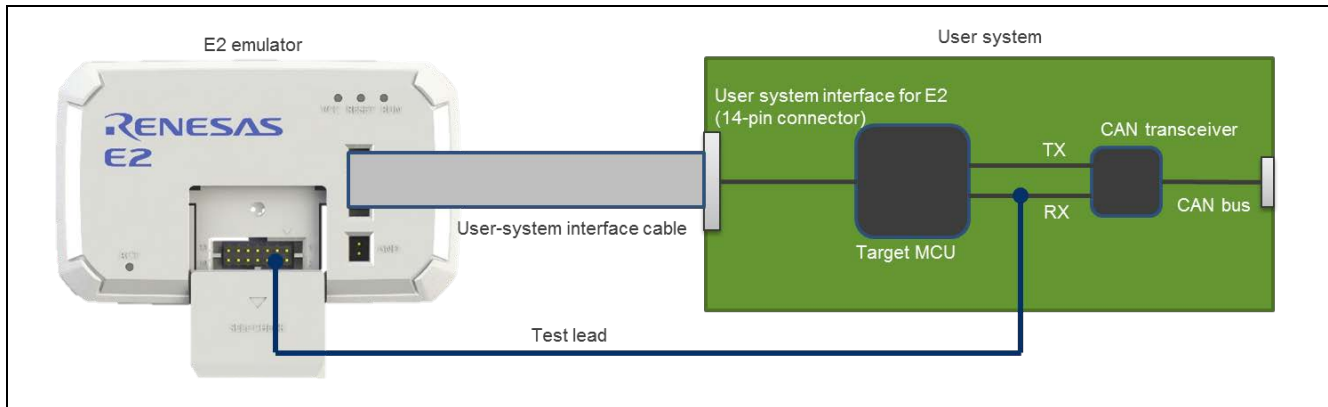 E2 emulator
User system
RENESAS
E2
User system interface for E2
(14-pin connector)
CAN transceiver
TX
RX
CAN bus
User-system interface cable
Target MCU
Test lead